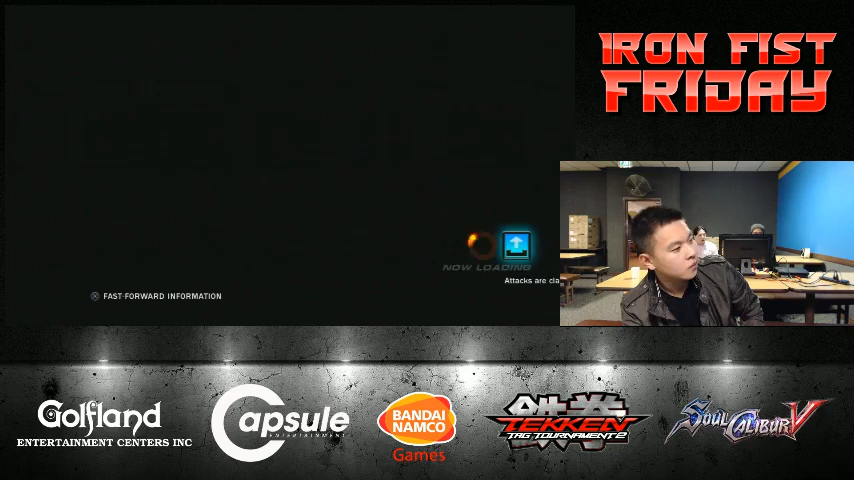 IRON FIST
FRIDAY
NOW LOADING
Attacks are cla
FAST-FORWARD INFORMATION
Golfland
ENTERTAINMENT CENTERS INC
Capsule
ENTERTAINMENT
BANDAI
NAMCO
Games
TEKKEN
TAG TOURNAMENT 2
SOUL CALIBUR V